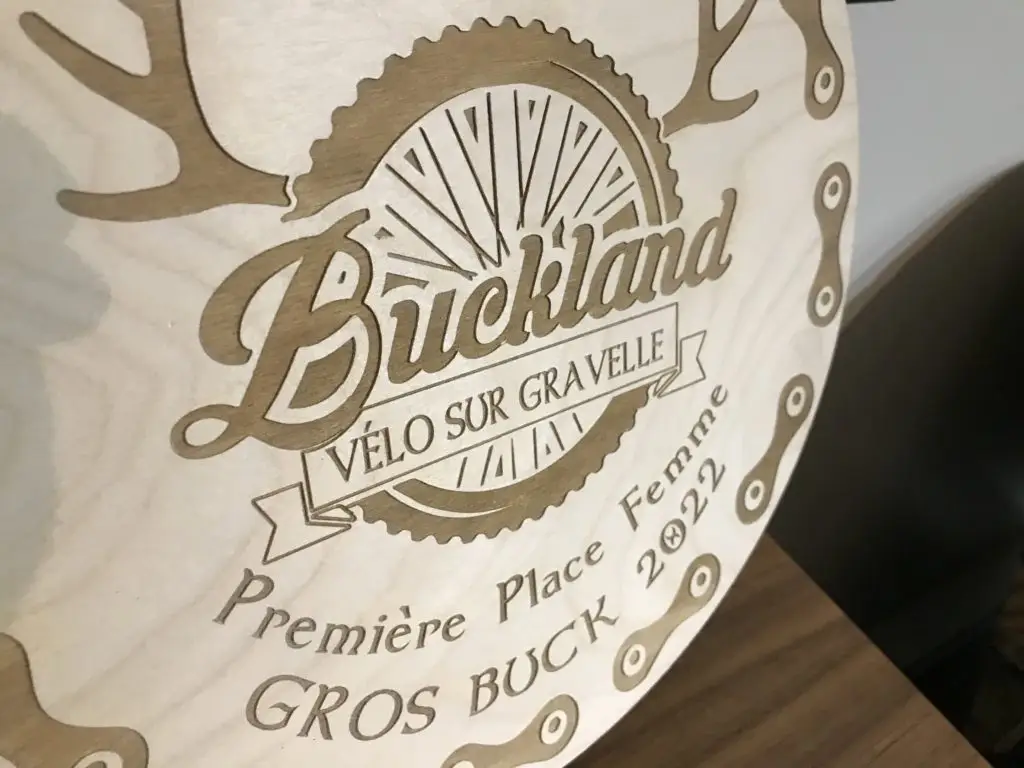 Buckland
VÉLO SUR GRAVELLE
Première Place Femme
GROS BUCK 2022